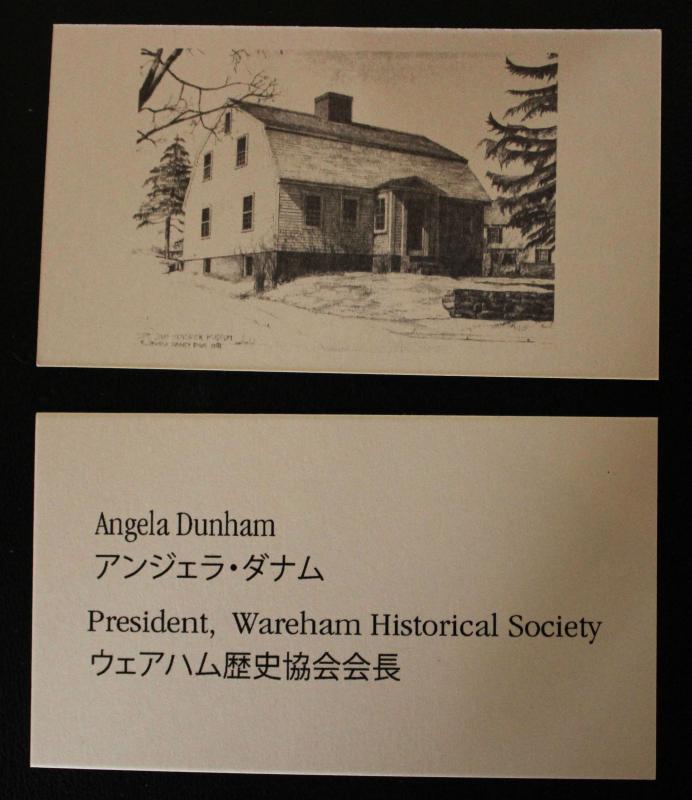 MUSEUM
Angela Dunham
アンジェラ・ダナム
President, Wareham Historical Society
ウェアハム歴史協会会長